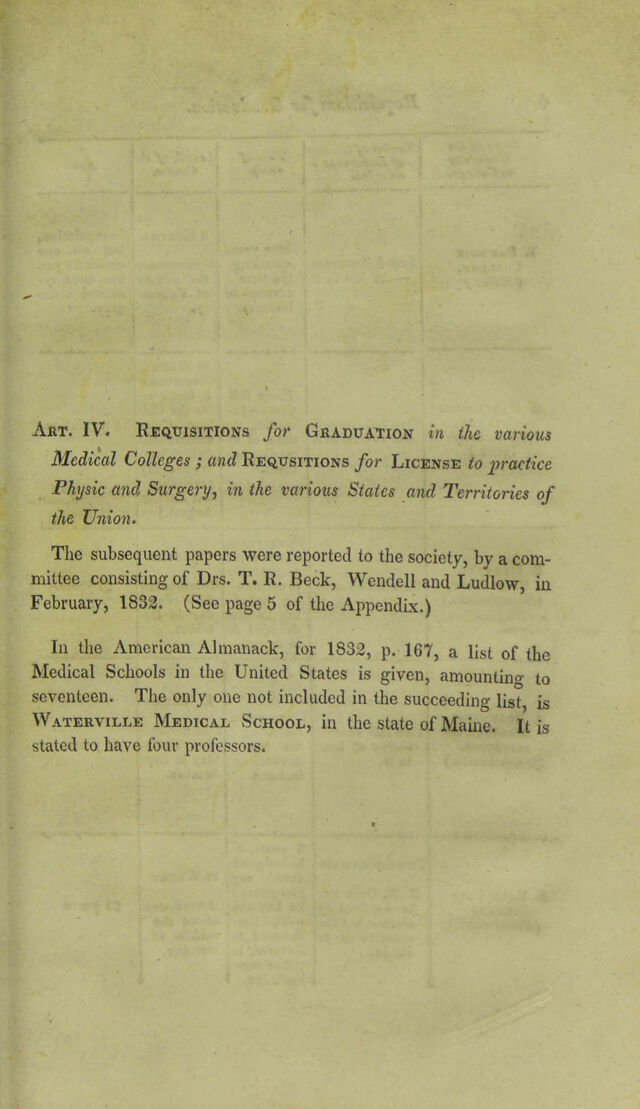 ART. IV. REQUISITIONS for GRADUATION in the various
Medical Colleges ; and REQUSITIONS for LICENSE to practice
Physic and Surgery, in the various States and Territories of
the Union.
The subsequent papers were reported to the society, by a com-
mittee consisting of Drs. T. R. Beck, Wendell and Ludlow, in
February, 1832. (See page 5 of the Appendix.)
In the American Almanack, for 1832, p. 167, a list of the
Medical Schools in the United States is given, amounting to
seventeen. The only one not included in the succeeding list, is
WATERVILLE MEDICAL SCHOOL, in the state of Maine. It is
stated to have four professors.